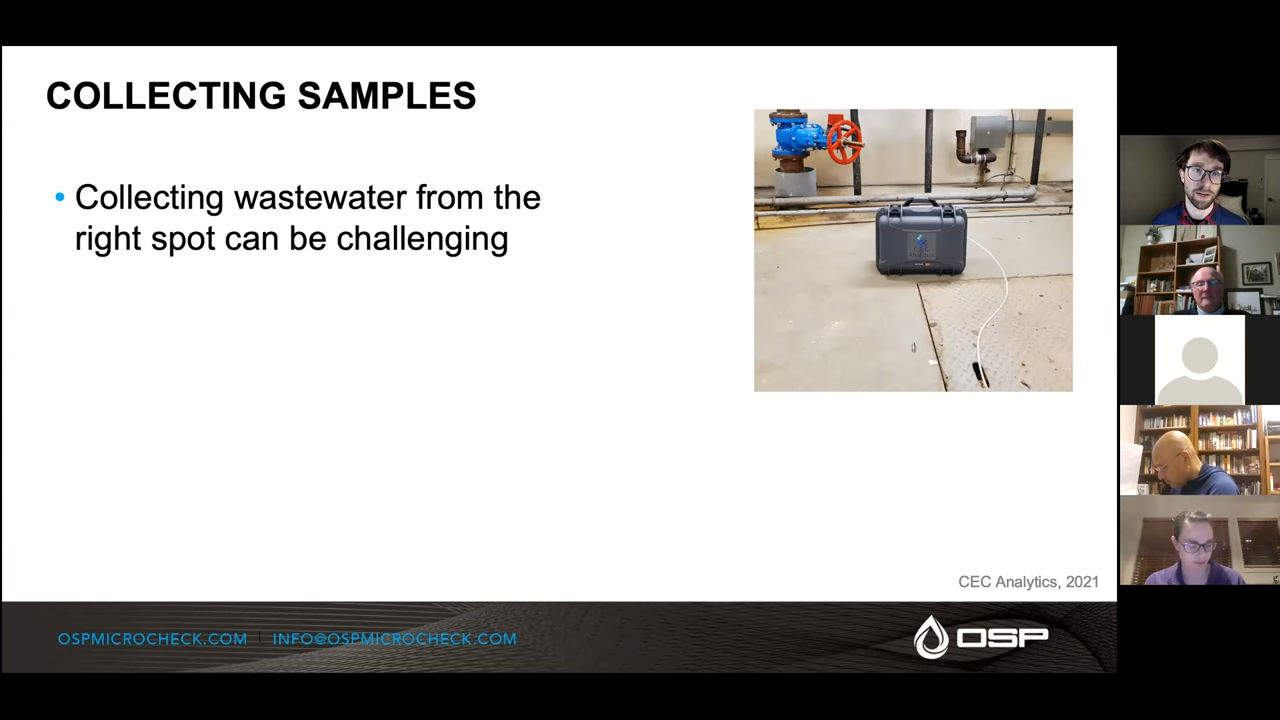 COLLECTING SAMPLES
• Collecting wastewater from the
right spot can be challenging
CEC Analytics, 2021
OSPMICROCHECK.COM | INFO@OSPMICROCHECK.COM
OSP